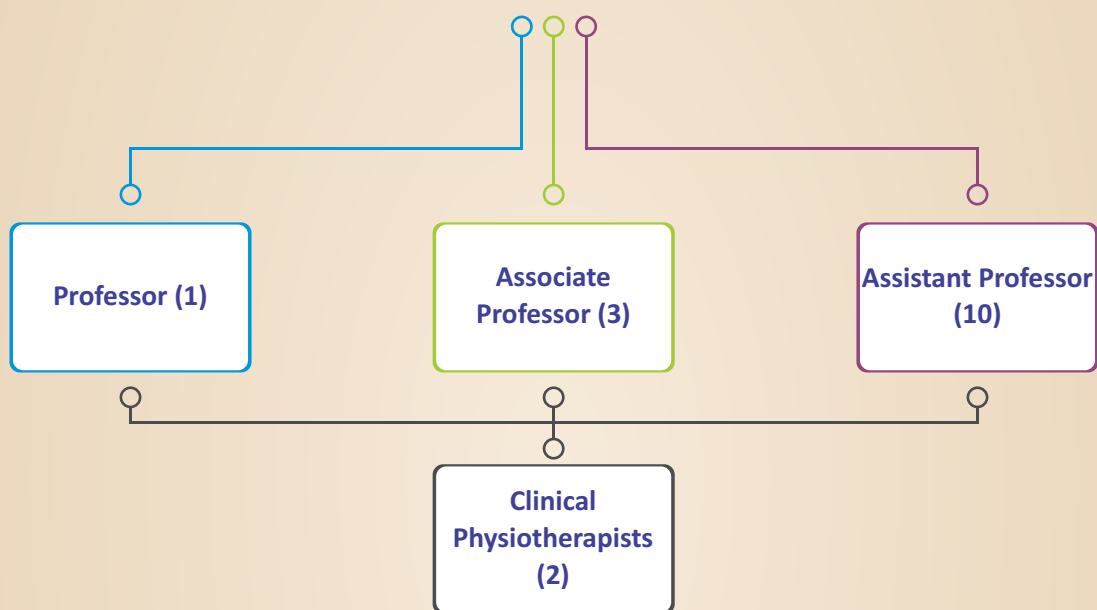 Professor (1)
Associate
Professor (3)
Assistant Professor
(10)
Clinical
Physiotherapists
(2)